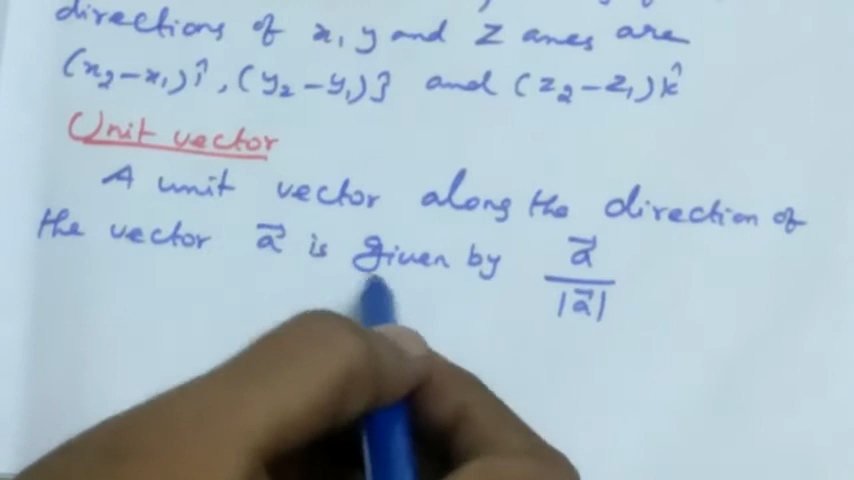 directions of x, y and z axes are
(x₂-x₁)î, (y₂-y₁)ĵ and (z₂-z₁)k̂
Unit vector
A unit vector along the direction of
the vector a⃗ is given by a⃗/|a⃗|